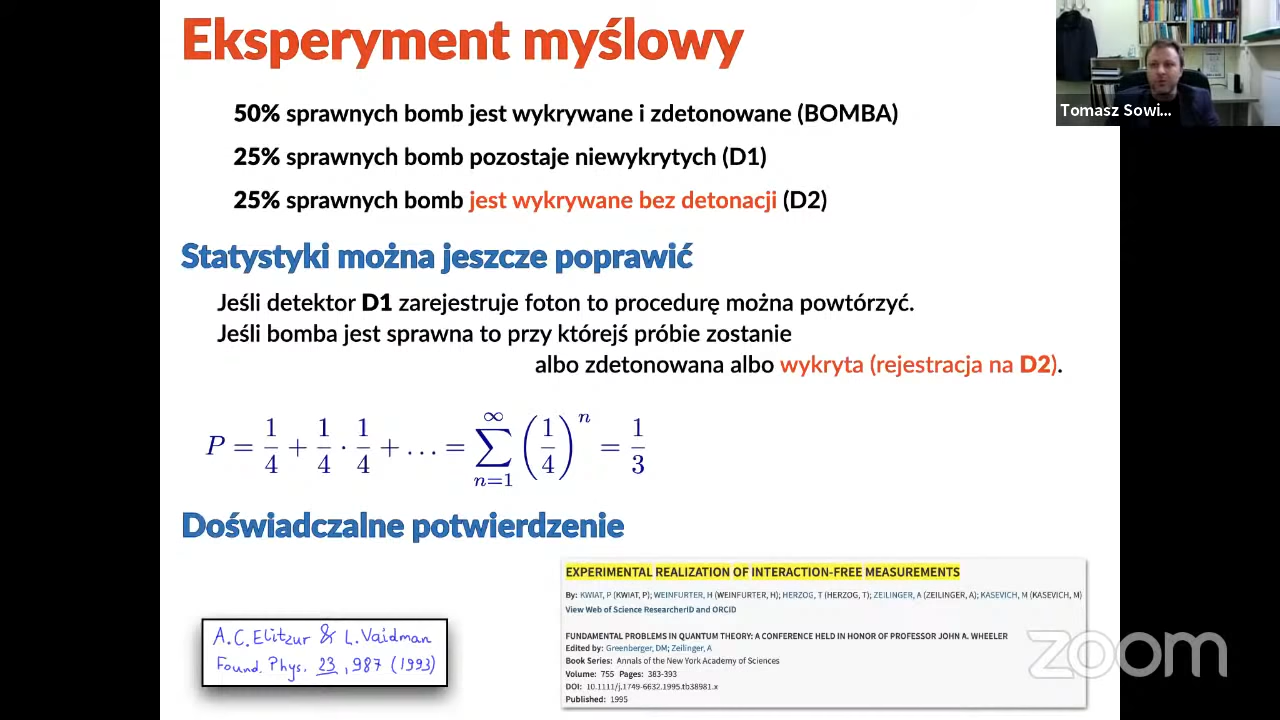 Eksperyment myślowy
50% sprawnych bomb jest wykrywane i zdetonowane (BOMBA)
25% sprawnych bomb pozostaje niewykrytych (D1)
25% sprawnych bomb jest wykrywane bez detonacji (D2)
Statystyki można jeszcze poprawić
Jeśli detektor D1 zarejestruje foton to procedurę można powtórzyć.
Jeśli bomba jest sprawna to przy którejś próbie zostanie
albo zdetonowana albo wykryta (rejestracja na D2).
P = 1/4 + 1/4 · 1/4 + ... = ∑_{n=1}^{∞} (1/4)^n = 1/3
Doświadczalne potwierdzenie
A.C. Elitzur & L. Vaidman
Found. Phys. 23, 987 (1993)
EXPERIMENTAL REALIZATION OF INTERACTION-FREE MEASUREMENTS
By: KWIAT, P (KWIAT, P); WEINFURTER, H (WEINFURTER, H); HERZOG, T (HERZOG, T); ZEILINGER, A (ZEILINGER, A); KASEVICH, M (KASEVICH, M)
View Web of Science ResearcherID and ORCID
FUNDAMENTAL PROBLEMS IN QUANTUM THEORY: A CONFERENCE HELD IN HONOR OF PROFESSOR JOHN A. WHEELER
Edited by: Greenberger, DM; Zeilinger, A
Book Series: Annals of the New York Academy of Sciences
Volume: 755 Pages: 383-393
DOI: 10.1111/j.1749-6632.1995.tb38981.x
Published: 1995
Tomasz Sowi...
zoom